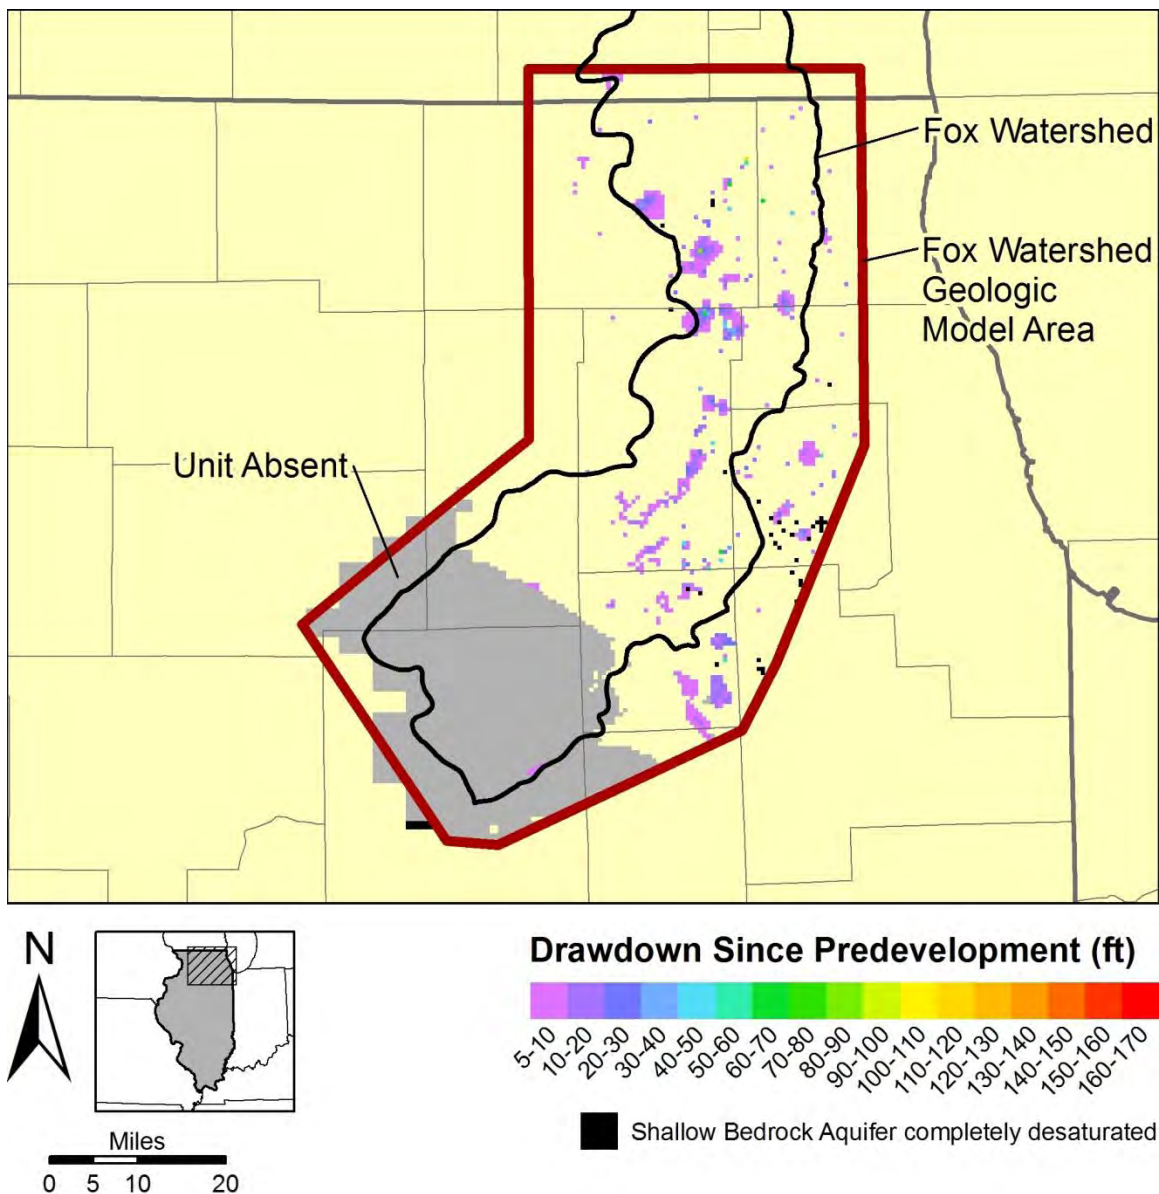 Fox Watershed
Fox Watershed
Geologic
Model Area
Unit Absent
N
Miles
0 5 10 20
Drawdown Since Predevelopment (ft)
5-10 10-20 20-30 30-40 40-50 50-60 60-70 70-80 80-90 90-100 100-110 110-120 120-130 130-140 140-150 150-160 160-170
Shallow Bedrock Aquifer completely desaturated